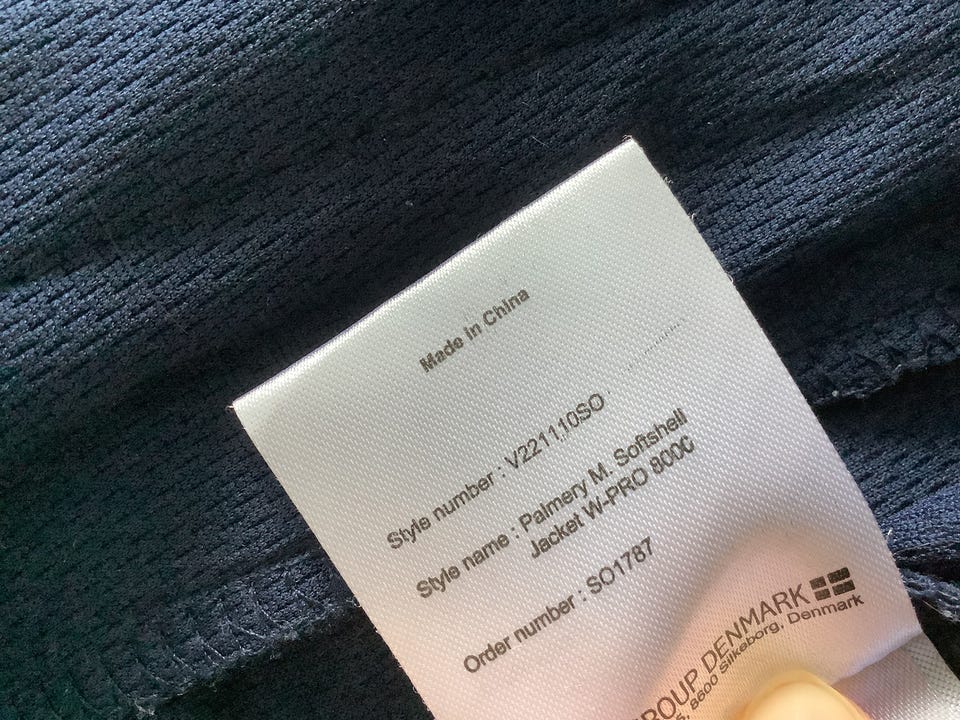 Made in China
Style number : V221110SO
Style name : Palmery M. Softshell
Jacket W-PRO 8000
Order number : SO1787
ROUP DENMARK
8600 Silkeborg, Denmark